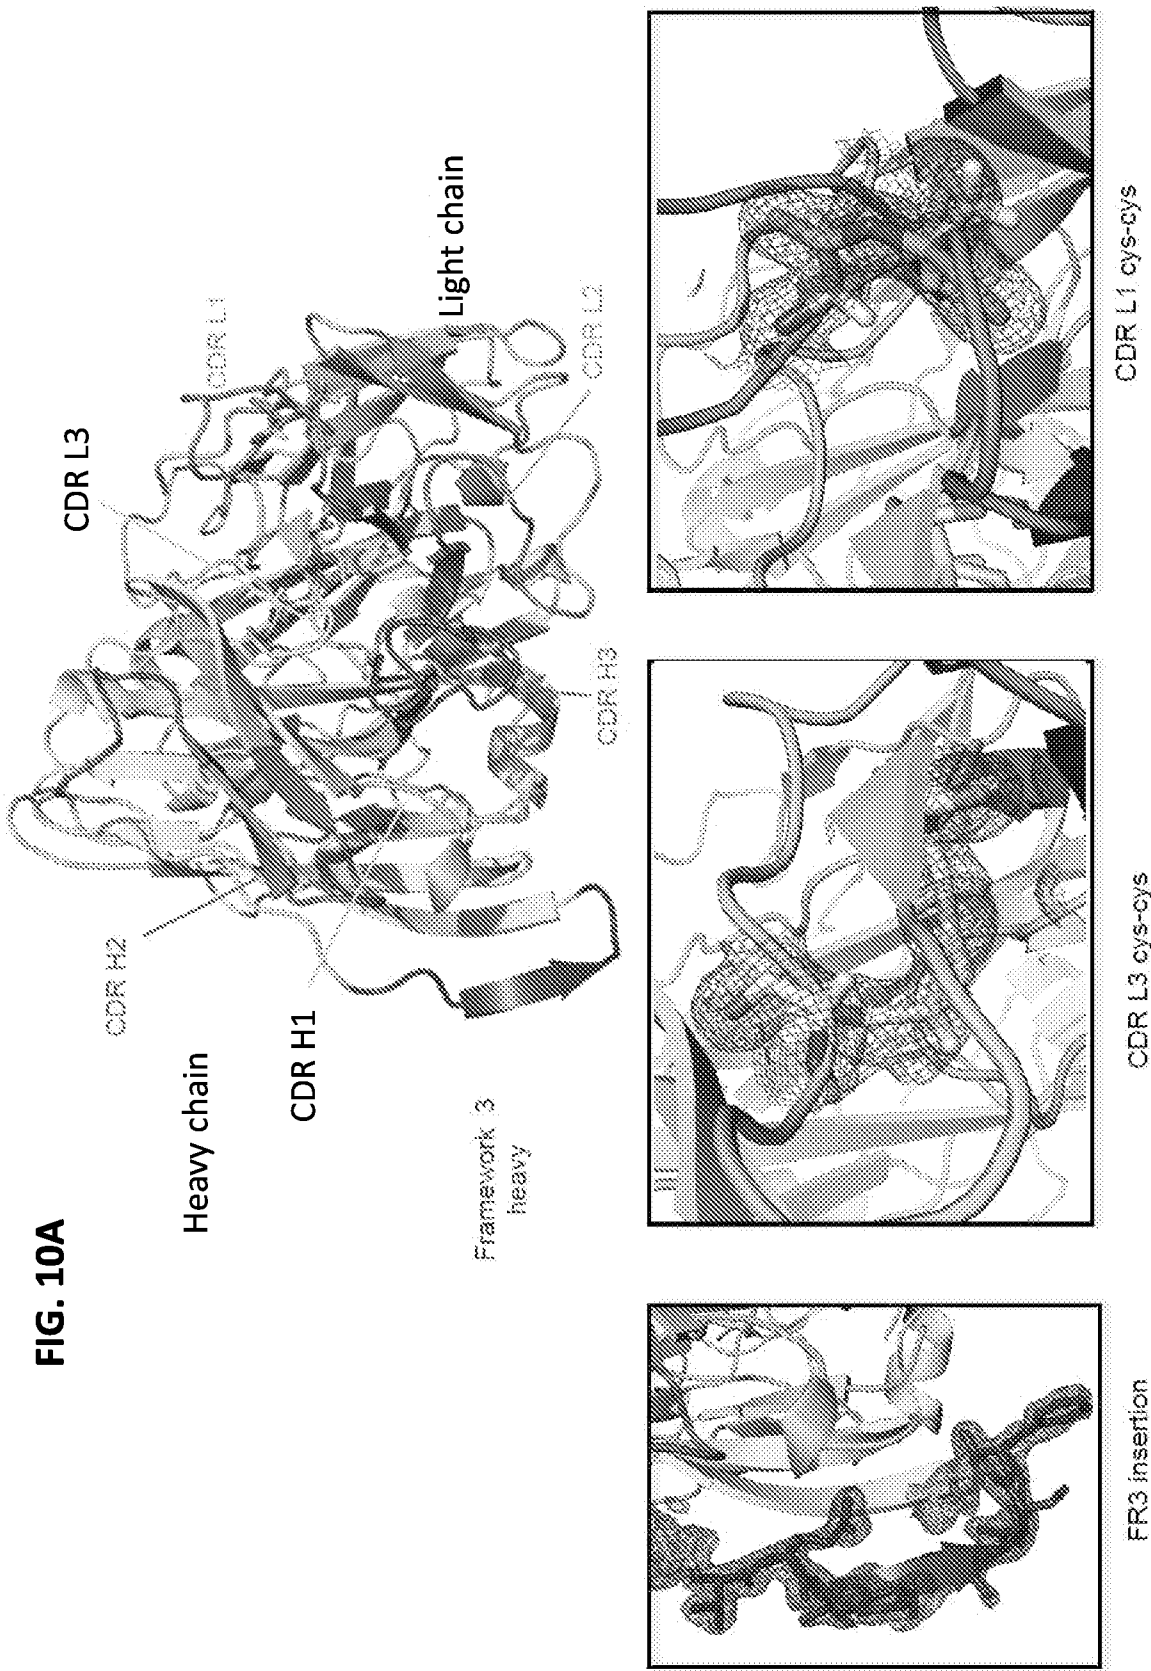 FIG. 10A
Heavy chain
CDR H2
CDR H1
Framework 3
heavy
CDR L3
CDR L1
Light chain
CDR L2
CDR H3
FR3 insertion
CDR L3 cys-cys
CDR L1 cys-cys